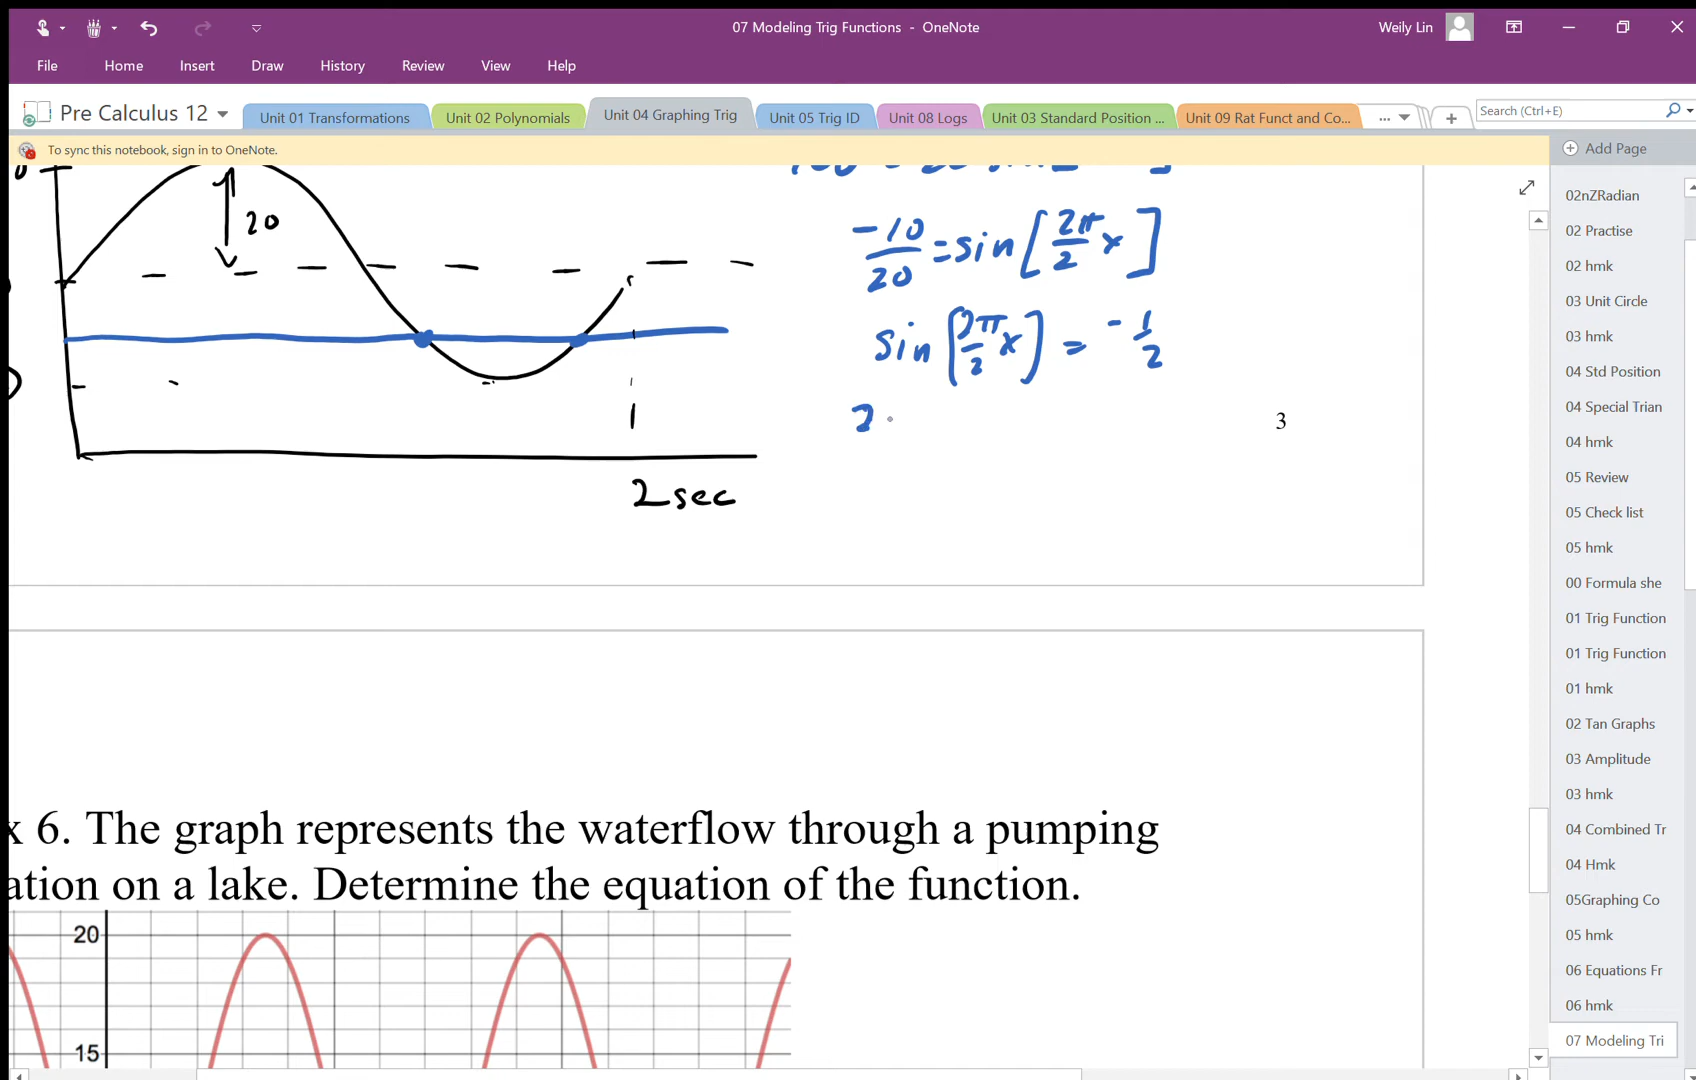 07 Modeling Trig Functions - OneNote
Weily Lin
File Home Insert Draw History Review View Help
Pre Calculus 12
Unit 01 Transformations
Unit 02 Polynomials
Unit 04 Graphing Trig
Unit 05 Trig ID
Unit 08 Logs
Unit 03 Standard Position ...
Unit 09 Rat Funct and Co...
...
Search (Ctrl+E)
To sync this notebook, sign in to OneNote.
Add Page
02nZRadian
02 Practise
02 hmk
03 Unit Circle
03 hmk
04 Std Position
04 Special Trian
04 hmk
05 Review
05 Check list
05 hmk
00 Formula she
01 Trig Function
01 Trig Function
01 hmk
02 Tan Graphs
03 Amplitude
03 hmk
04 Combined Tr
04 Hmk
05Graphing Co
05 hmk
06 Equations Fr
06 hmk
07 Modeling Tri
20
2 sec
-10/20 = sin[2π/2 x]
sin[2π/2 x] = -1/2
2
3
x 6. The graph represents the waterflow through a pumping
ation on a lake. Determine the equation of the function.
20
15